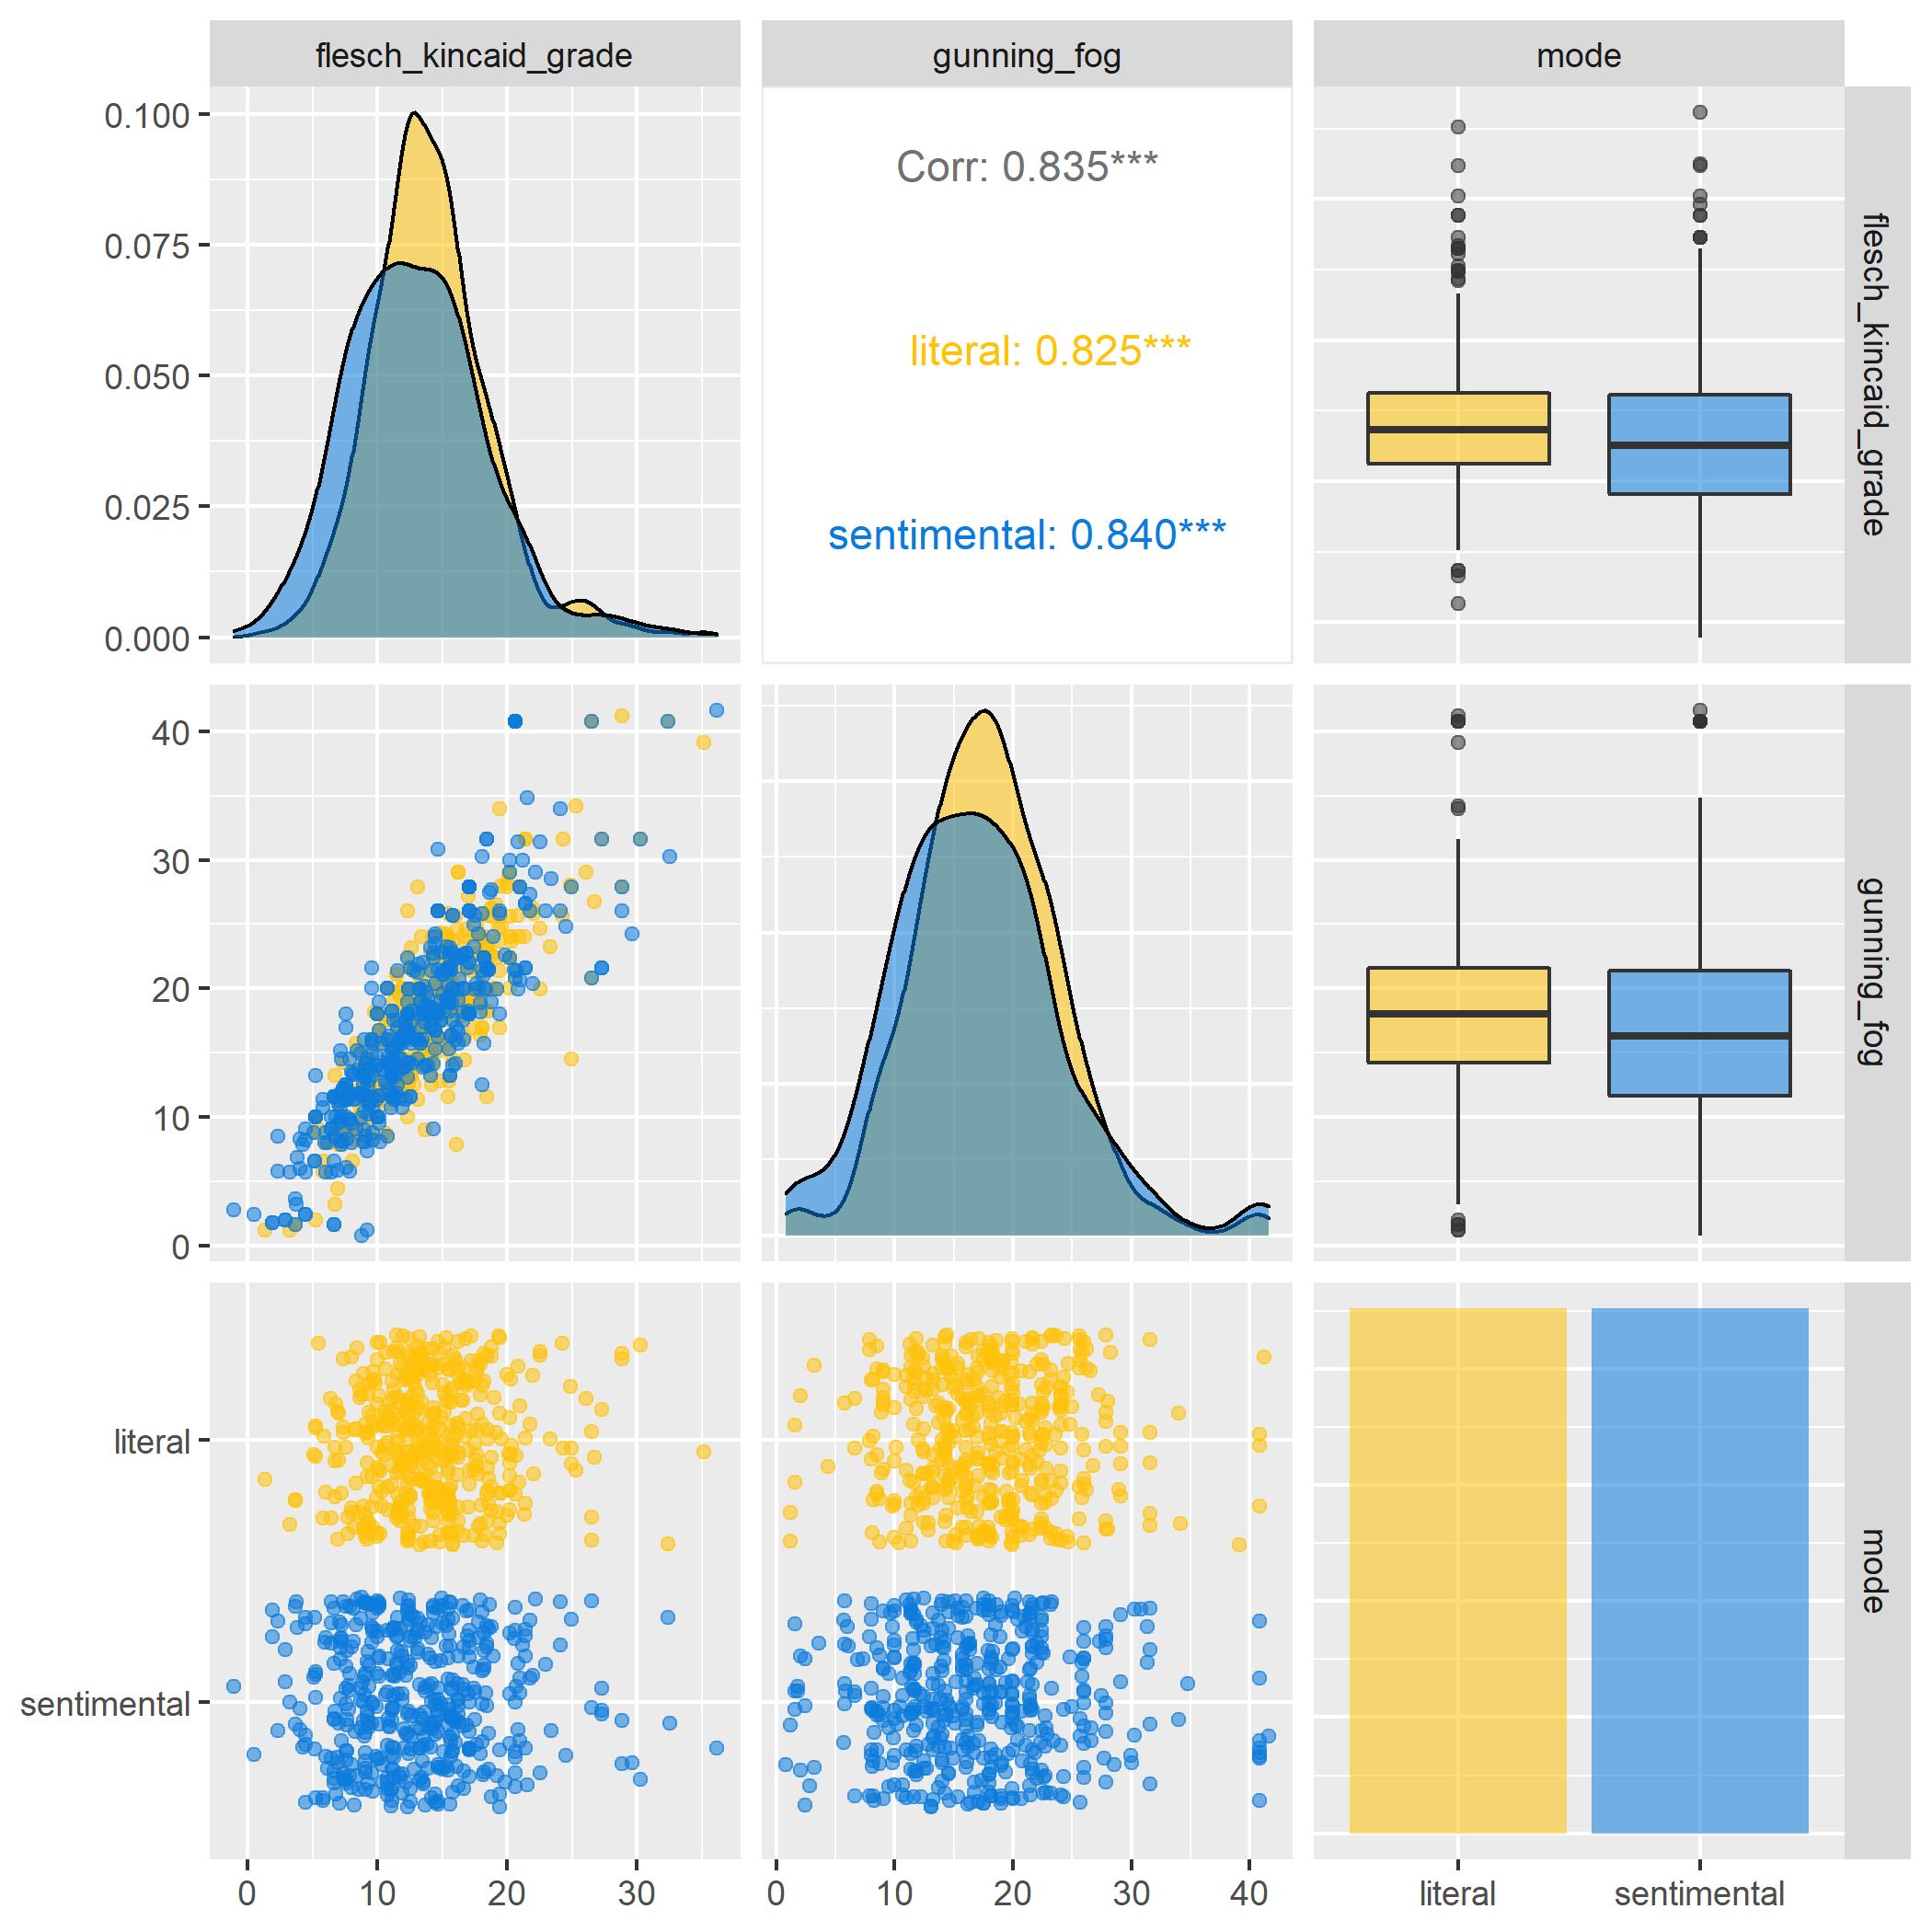 flesch_kincaid_grade gunning_fog mode
0.100
0.075
0.050
0.025
0.000
Corr: 0.835***
literal: 0.825***
sentimental: 0.840***
flesch_kincaid_grade
40
30
20
10
0
gunning_fog
literal
sentimental
mode
0 10 20 30
0 10 20 30 40
literal sentimental